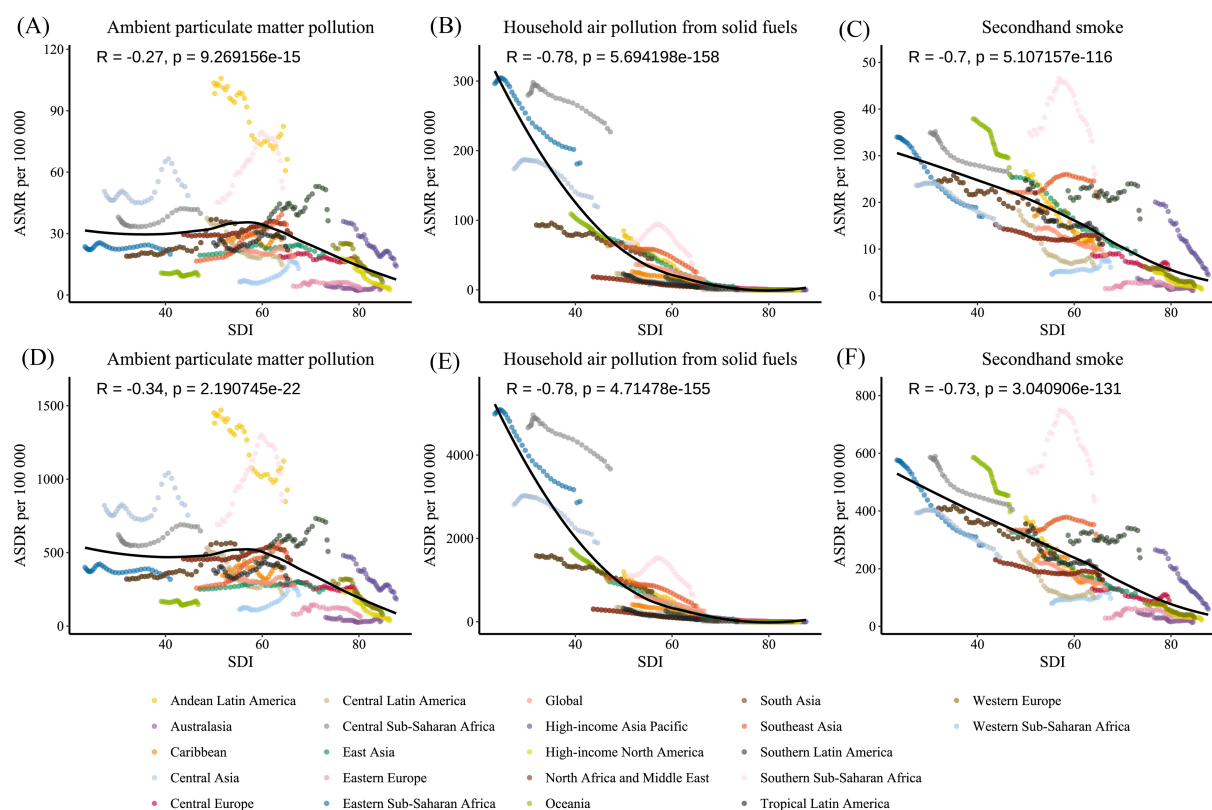 (A) Ambient particulate matter pollution
R = -0.27, p = 9.269156e-15
ASMR per 100 000
120
90
60
30
0
40 60 80
SDI
(B) Household air pollution from solid fuels
R = -0.78, p = 5.694198e-158
ASMR per 100 000
300
200
100
0
40 60 80
SDI
(C) Secondhand smoke
R = -0.7, p = 5.107157e-116
ASMR per 100 000
50
40
30
20
10
0
40 60 80
SDI
(D) Ambient particulate matter pollution
R = -0.34, p = 2.190745e-22
ASDR per 100 000
1500
1000
500
0
40 60 80
SDI
(E) Household air pollution from solid fuels
R = -0.78, p = 4.71478e-155
ASDR per 100 000
4000
2000
0
40 60 80
SDI
(F) Secondhand smoke
R = -0.73, p = 3.040906e-131
ASDR per 100 000
800
600
400
200
0
40 60 80
SDI
Andean Latin America
Australasia
Caribbean
Central Asia
Central Europe
Central Latin America
Central Sub-Saharan Africa
East Asia
Eastern Europe
Eastern Sub-Saharan Africa
Global
High-income Asia Pacific
High-income North America
North Africa and Middle East
Oceania
South Asia
Southeast Asia
Southern Latin America
Southern Sub-Saharan Africa
Tropical Latin America
Western Europe
Western Sub-Saharan Africa